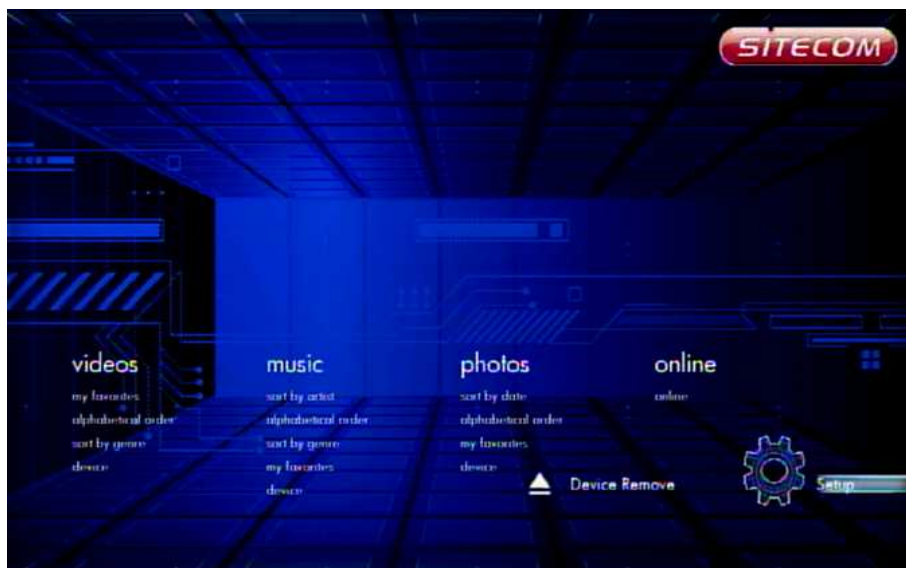 SITECOM
videos
my favorites
alphabetical order
sort by genre
device
music
sort by artist
alphabetical order
sort by genre
my favorites
device
photos
sort by date
alphabetical order
my favorites
device
online
online
Device Remove
Setup